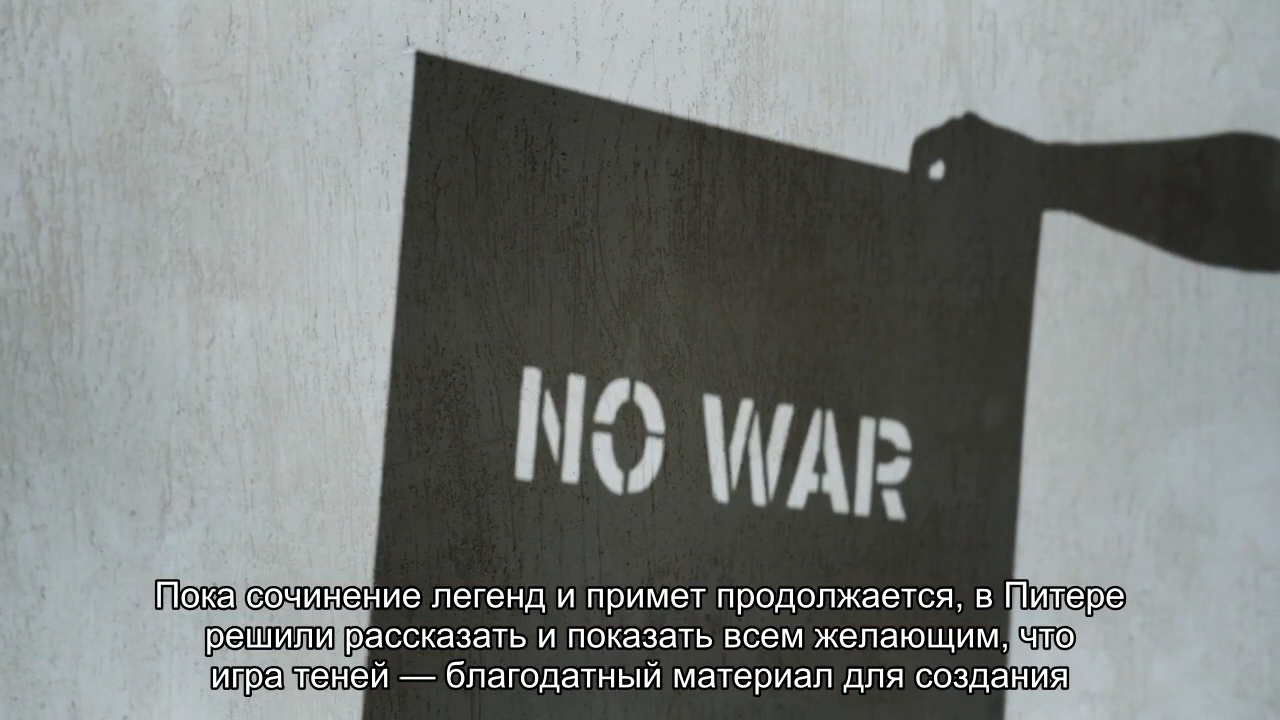 NO WAR
Пока сочинение легенд и примет продолжается, в Питере
решили рассказать и показать всем желающим, что
игра теней — благодатный материал для создания